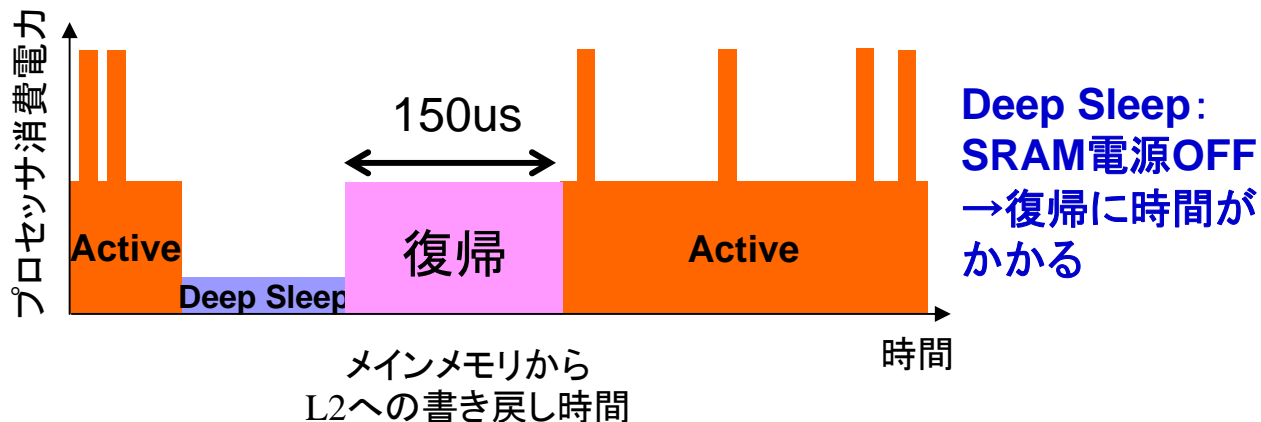 プロセッサ消費電力
150us
Active
Deep Sleep
復帰
Active
時間
メインメモリから
L2への書き戻し時間
Deep Sleep：
SRAM電源OFF
→復帰に時間が
かかる